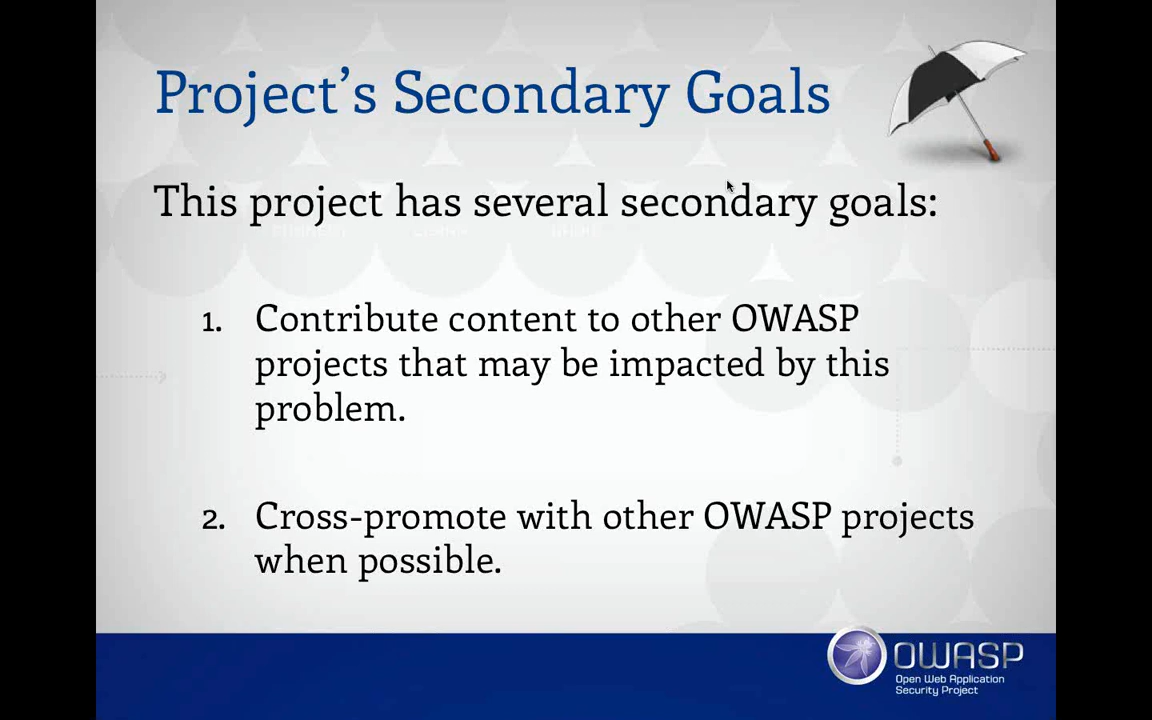 Project’s Secondary Goals
This project has several secondary goals:
1. Contribute content to other OWASP
projects that may be impacted by this
problem.
2. Cross-promote with other OWASP projects
when possible.
OWASP
Open Web Application
Security Project